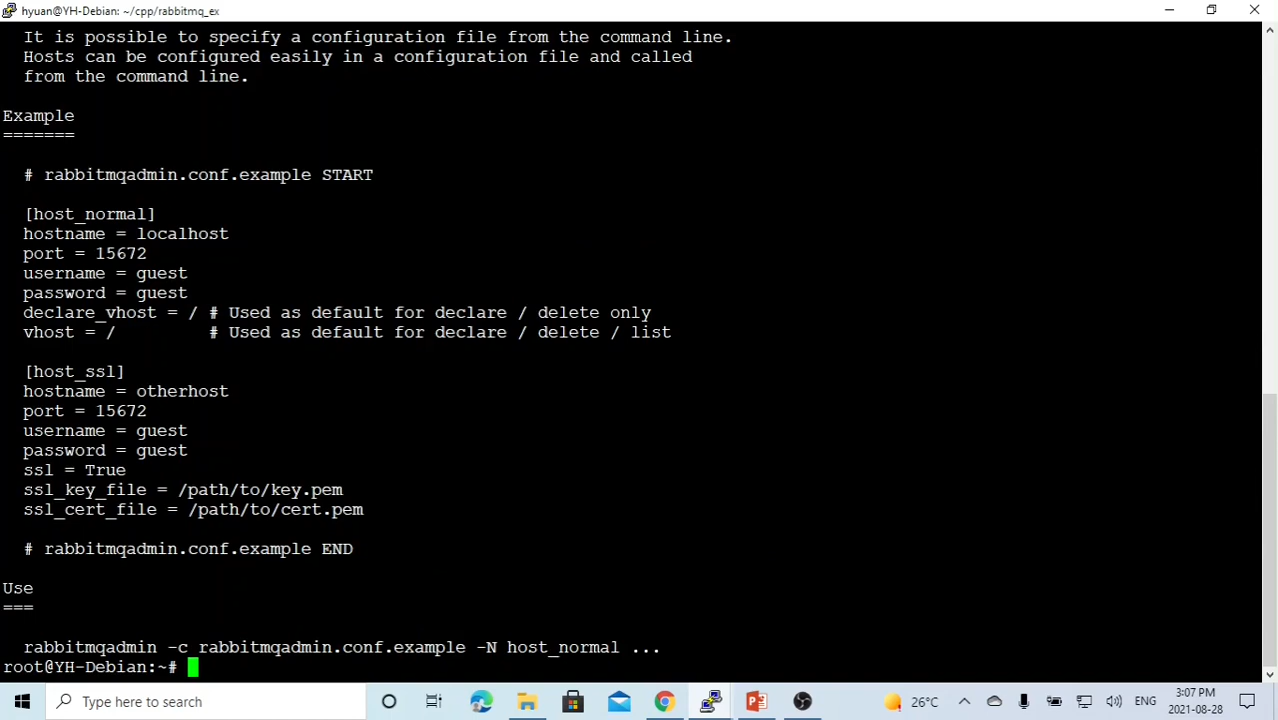 hyuan@YH-Debian: ~/cpp/rabbitmq_ex
It is possible to specify a configuration file from the command line.
Hosts can be configured easily in a configuration file and called
from the command line.
Example
=======
# rabbitmqadmin.conf.example START
[host_normal]
hostname = localhost
port = 15672
username = guest
password = guest
declare_vhost = / # Used as default for declare / delete only
vhost = /         # Used as default for declare / delete / list
[host_ssl]
hostname = otherhost
port = 15672
username = guest
password = guest
ssl = True
ssl_key_file = /path/to/key.pem
ssl_cert_file = /path/to/cert.pem
# rabbitmqadmin.conf.example END
Use
===
rabbitmqadmin -c rabbitmqadmin.conf.example -N host_normal ...
root@YH-Debian:~#
Type here to search
26°C
ENG
3:07 PM
2021-08-28